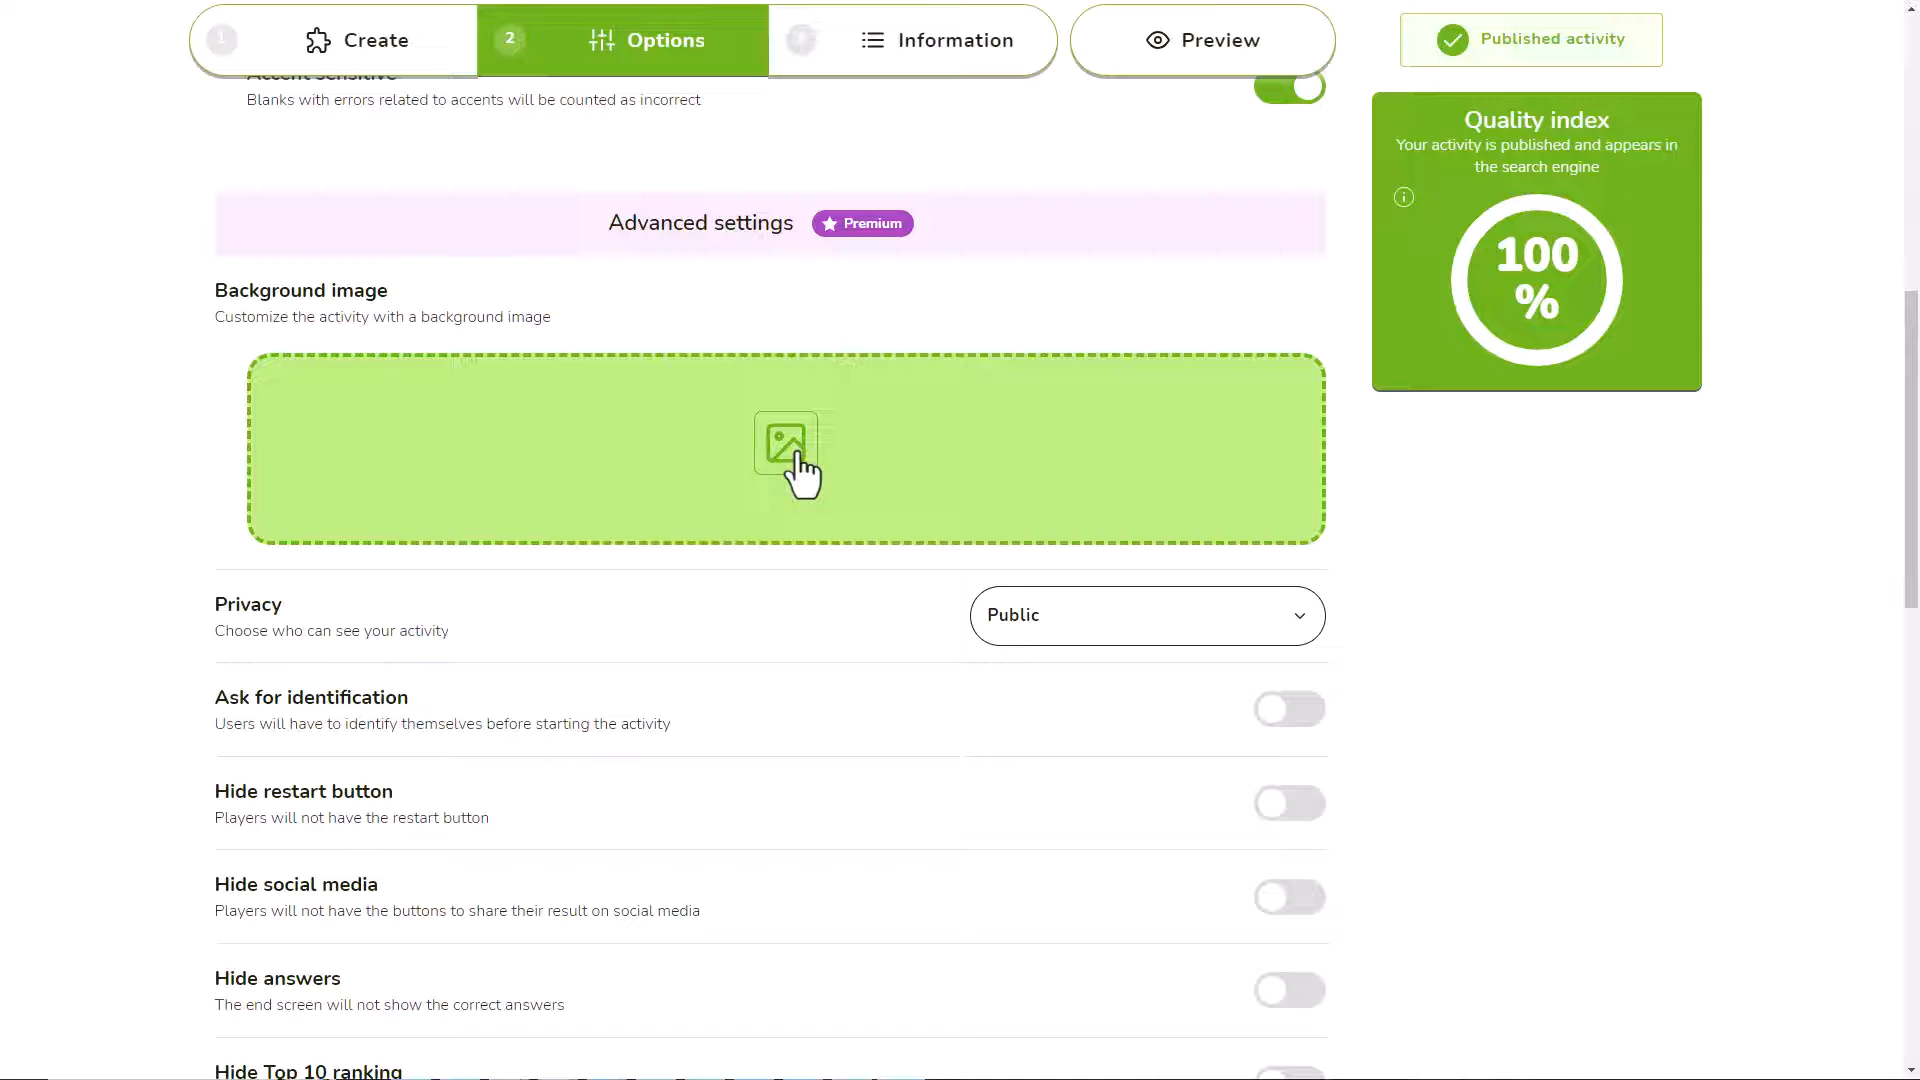 1 Create
2 Options
Information
Preview
Published activity
Accent sensitive
Blanks with errors related to accents will be counted as incorrect
Quality index
Your activity is published and appears in
the search engine
100
%
Advanced settings Premium
Background image
Customize the activity with a background image
Privacy
Choose who can see your activity
Public
Ask for identification
Users will have to identify themselves before starting the activity
Hide restart button
Players will not have the restart button
Hide social media
Players will not have the buttons to share their result on social media
Hide answers
The end screen will not show the correct answers
Hide Top 10 ranking